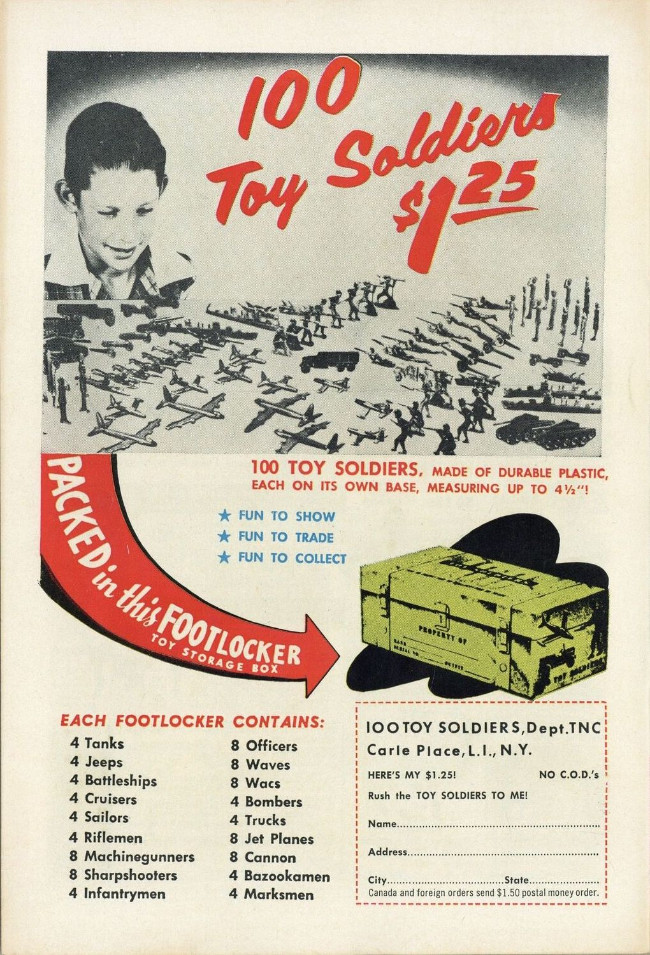 100
Toy Soldiers
$1.25
100 TOY SOLDIERS, MADE OF DURABLE PLASTIC,
EACH ON ITS OWN BASE, MEASURING UP TO 4½"!
★ FUN TO SHOW
★ FUN TO TRADE
★ FUN TO COLLECT
PACKED in this FOOTLOCKER
TOY STORAGE BOX
PROPERTY OF
TOY SOLDIERS
EACH FOOTLOCKER CONTAINS:
4 Tanks
4 Jeeps
4 Battleships
4 Cruisers
4 Sailors
4 Riflemen
8 Machinegunners
8 Sharpshooters
4 Infantrymen
8 Officers
8 Waves
8 Wacs
4 Bombers
4 Trucks
8 Jet Planes
8 Cannon
4 Bazookamen
4 Marksmen
100 TOY SOLDIERS, Dept. TNC
Carle Place, L.I., N.Y.
HERE'S MY $1.25! NO C.O.D.'s
Rush the TOY SOLDIERS TO ME!
Name
Address
City State
Canada and foreign orders send $1.50 postal money order.